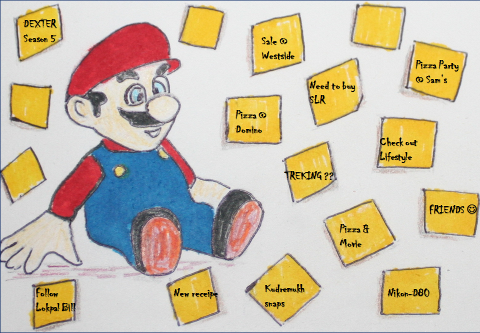 DEXTER
Season 5
Sale @
Westside
Pizza Party
@ Sam's
Need to buy
SLR
Pizza @
Domino
Check out
Lifestyle
TREKING ??
FRIENDS ☺
Pizza &
Movie
Follow
Lokpal Bill
New receipe
Kudremukh
snaps
Nikon-D80